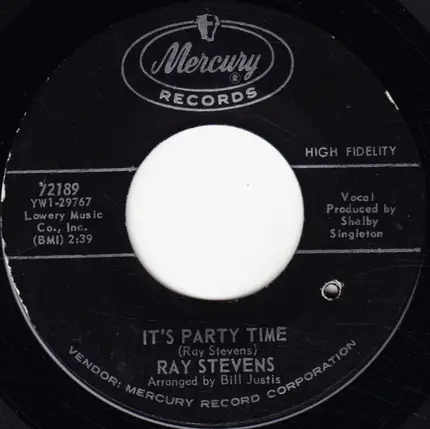 Mercury
®
RECORDS
HIGH FIDELITY
72189
YW1-29767
Lowery Music
Co., Inc.
(BMI) 2:39
Vocal
Produced by
Shelby
Singleton
IT'S PARTY TIME
(Ray Stevens)
RAY STEVENS
Arranged by Bill Justis
VENDOR: MERCURY RECORD CORPORATION